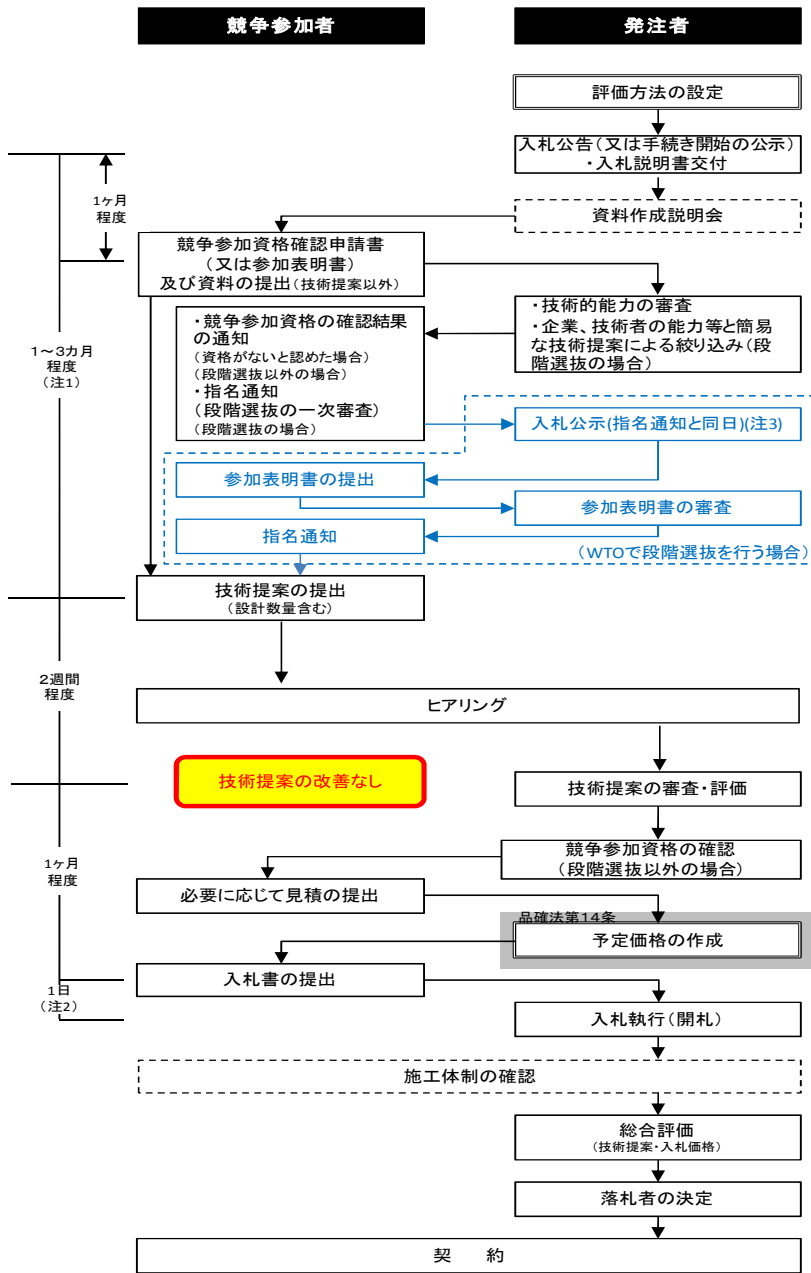 競争参加者
発注者
評価方法の設定
入札公告(又は手続き開始の公示)
・入札説明書交付
1ヶ月
程度
資料作成説明会
競争参加資格確認申請書
(又は参加表明書)
及び資料の提出(技術提案以外)
・技術的能力の審査
・企業、技術者の能力等と簡易
な技術提案による絞り込み(段
階選抜の場合)
・競争参加資格の確認結果
の通知
(資格がないと認めた場合)
(段階選抜以外の場合)
・指名通知
(段階選抜の一次審査)
(段階選抜の場合)
1~3カ月
程度
(注1)
入札公示(指名通知と同日)(注3)
参加表明書の提出
参加表明書の審査
指名通知
(WTOで段階選抜を行う場合)
技術提案の提出
(設計数量含む)
2週間
程度
ヒアリング
技術提案の改善なし
技術提案の審査・評価
1ヶ月
程度
競争参加資格の確認
(段階選抜以外の場合)
必要に応じて見積の提出
品確法第14条
予定価格の作成
入札書の提出
1日
(注2)
入札執行(開札)
施工体制の確認
総合評価
(技術提案・入札価格)
落札者の決定
契 約